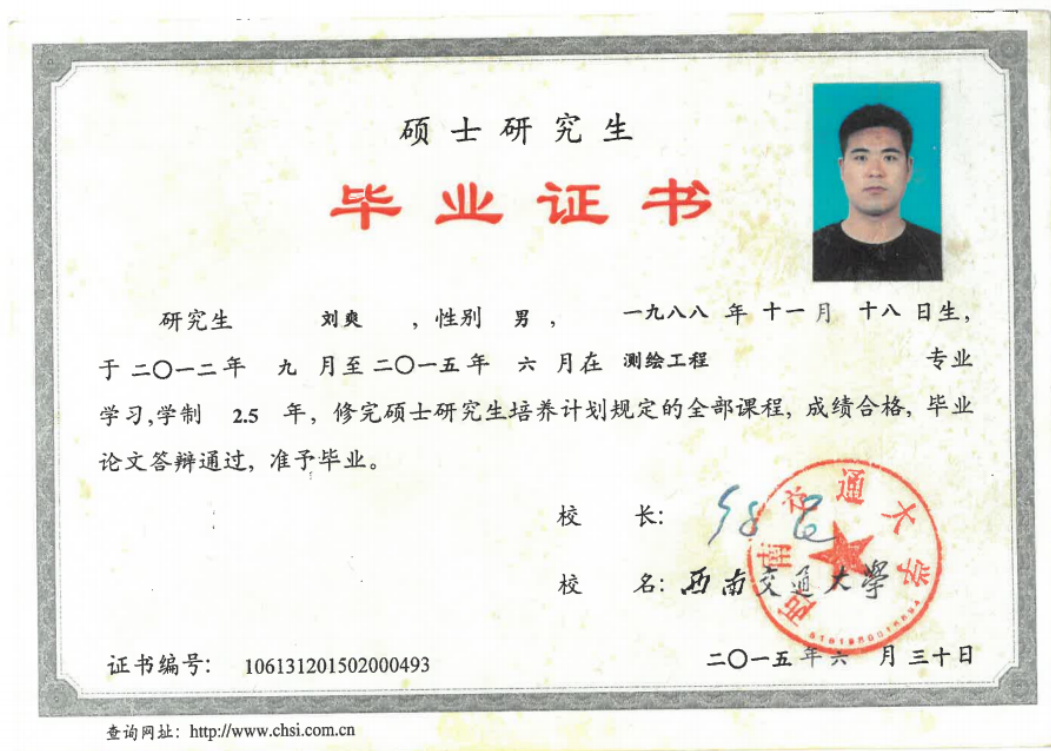 硕士研究生
毕业证书
研究生 刘爽 ,性别 男, 一九八八 年 十一 月 十八 日生,
于 二〇一二 年 九 月至 二〇一五 年 六 月在 测绘工程 专业
学习,学制 2.5 年, 修完硕士研究生培养计划规定的全部课程, 成绩合格, 毕业
论文答辩通过, 准予毕业。
校 长:
西南交通大学
校 名: 西南交通大學
证书编号: 106131201502000493 二〇一五 年 六 月 三十 日
查询网址: http://www.chsi.com.cn